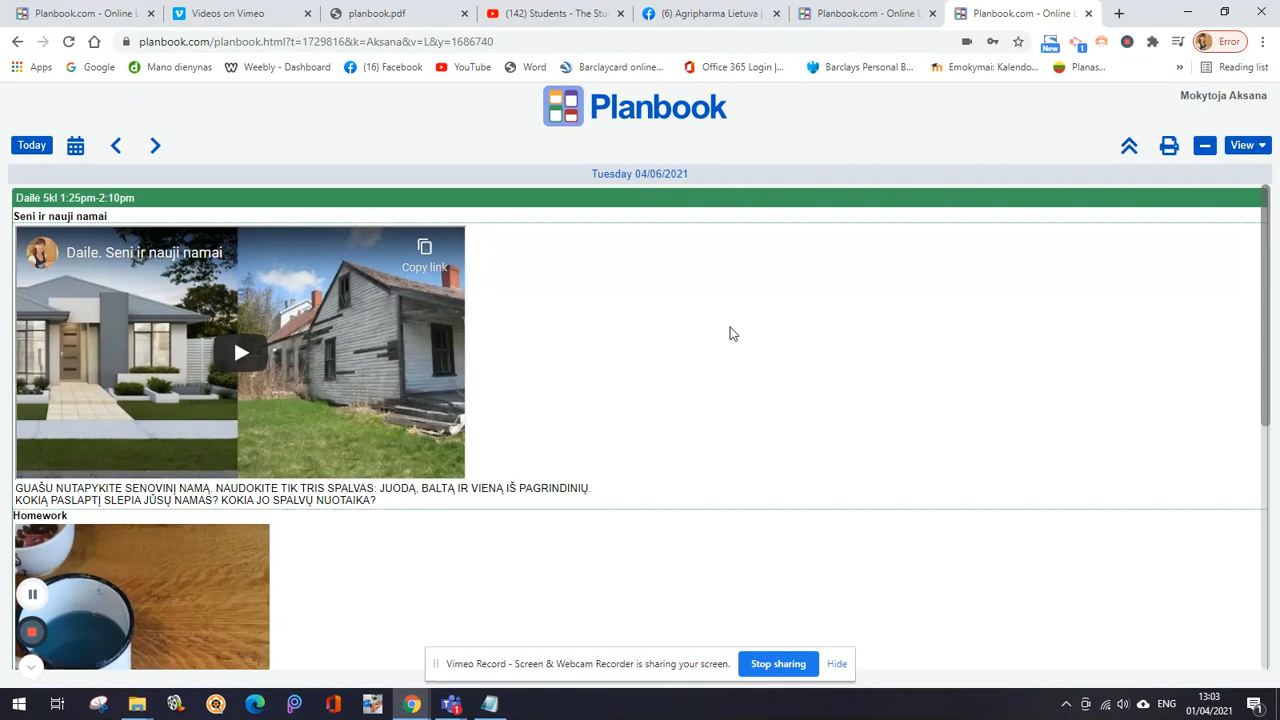 Planbook.com - Online L
Videos on Vimeo
planbook.pdf
(142) Students - The Stu
(6) Agripharma Lietuva |
Planbook.com - Online L
Planbook.com - Online L
planbook.com/planbook.html?t=1729816&k=Aksana&v=L&y=1686740
New
1
Error
Apps
Google
Mano dienynas
Weebly - Dashboard
(16) Facebook
YouTube
Word
Barclaycard online...
Office 365 Login |...
Barclays Personal B...
Emokymai: Kalendo...
Planas...
»
Reading list
Planbook
Mokytoja Aksana
Today
View
Tuesday 04/06/2021
Dailė 5kl 1:25pm-2:10pm
Seni ir nauji namai
Daile. Seni ir nauji namai
Copy link
GUAŠU NUTAPYKITE SENOVINĮ NAMĄ. NAUDOKITE TIK TRIS SPALVAS: JUODĄ, BALTĄ IR VIENĄ IŠ PAGRINDINIŲ.
KOKIĄ PASLAPTĮ SLEPIA JŪSŲ NAMAS? KOKIA JO SPALVŲ NUOTAIKA?
Homework
Vimeo Record - Screen & Webcam Recorder is sharing your screen.
Stop sharing
Hide
ENG
13:03
01/04/2021